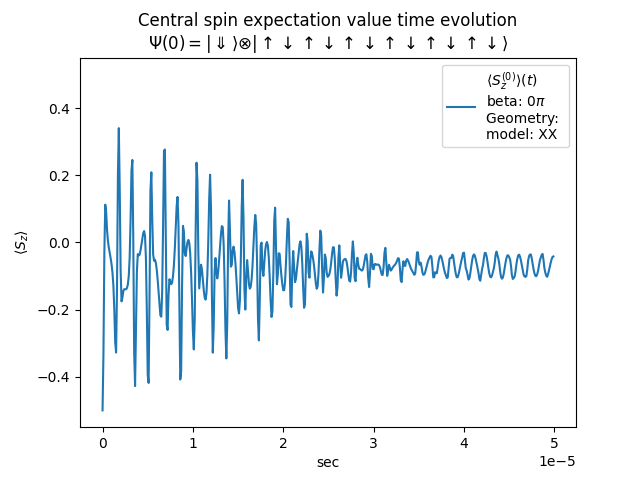 Central spin expectation value time evolution
Ψ(0) = | ⇓ ⟩⊗| ↑ ↓ ↑ ↓ ↑ ↓ ↑ ↓ ↑ ↓ ↑ ↓⟩
⟨S_z^(0)⟩(t)
beta: 0π
Geometry:
model: XX
0.4
0.2
0.0
−0.2
−0.4
⟨S_z⟩
0 1 2 3 4 5
1e−5
sec